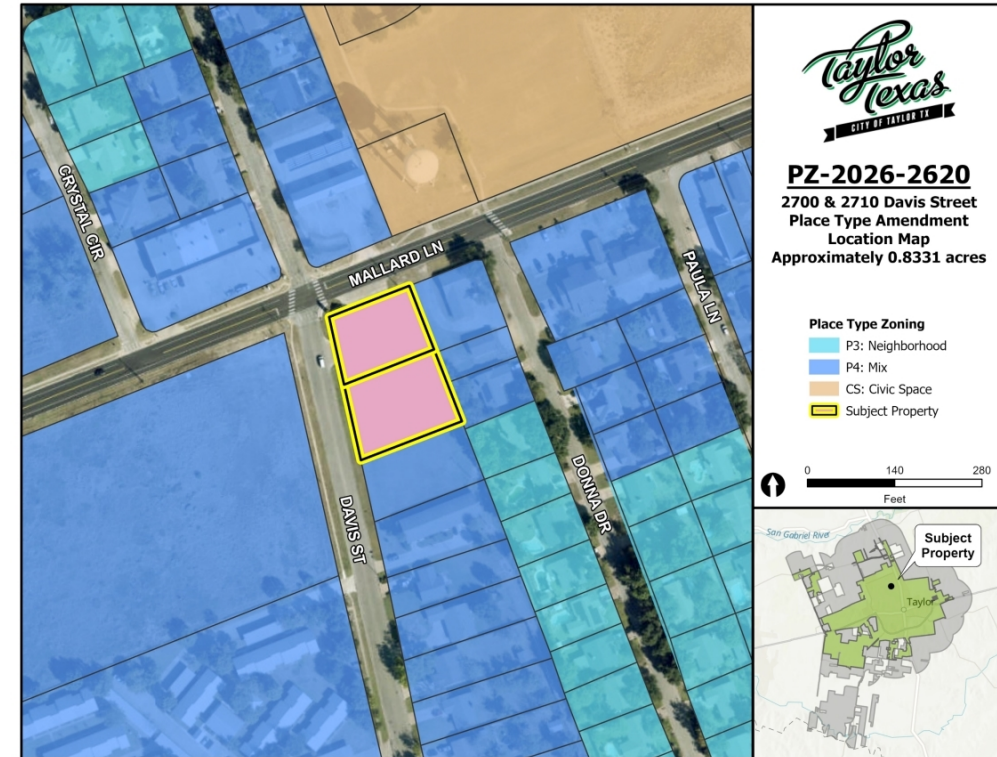 CRYSTAL CIR
MALLARD LN
PAULA LN
DONNA DR
DAVIS ST
Taylor
Texas
CITY OF TAYLOR TX
PZ-2026-2620
2700 & 2710 Davis Street
Place Type Amendment
Location Map
Approximately 0.8331 acres
Place Type Zoning
P3: Neighborhood
P4: Mix
CS: Civic Space
Subject Property
0 140 280
Feet
San Gabriel River
Subject
Property
Taylor